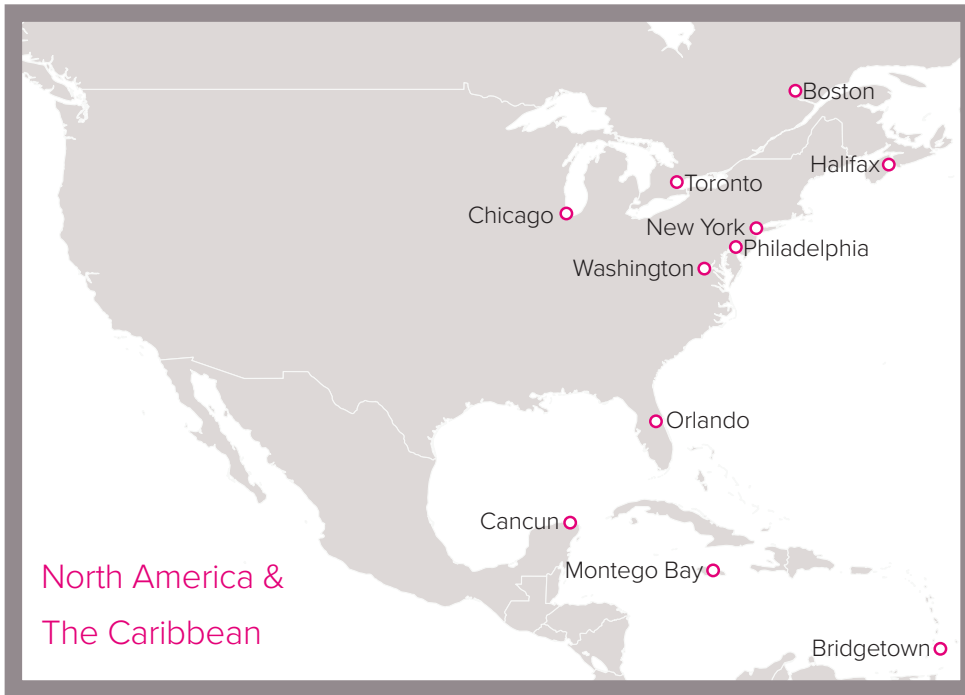 Boston
Halifax
Toronto
Chicago
New York
Philadelphia
Washington
Orlando
Cancun
Montego Bay
North America &
The Caribbean
Bridgetown